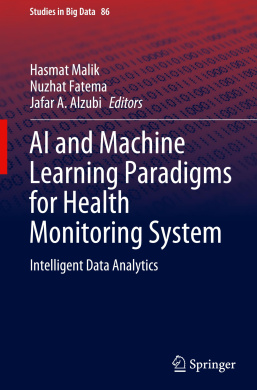 Studies in Big Data 86
Hasmat Malik
Nuzhat Fatema
Jafar A. Alzubi Editors
AI and Machine
Learning Paradigms
for Health
Monitoring System
Intelligent Data Analytics
Springer